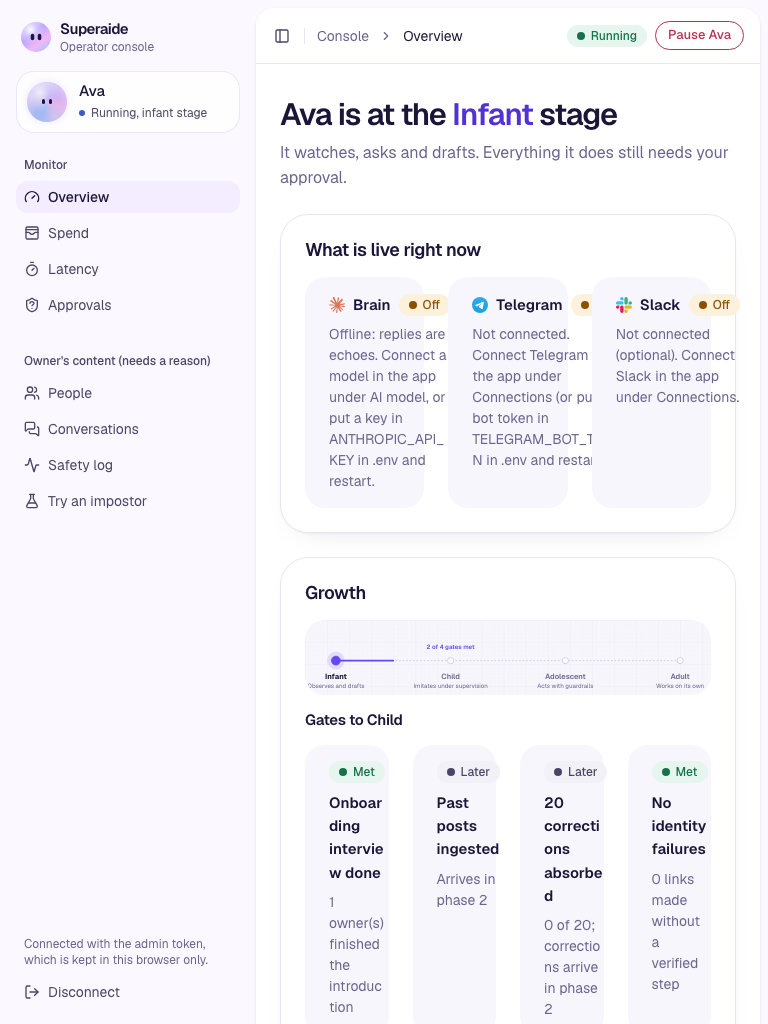 Superaide
Operator console
Ava
Running, infant stage
Monitor
Overview
Spend
Latency
Approvals
Owner's content (needs a reason)
People
Conversations
Safety log
Try an impostor
Connected with the admin token,
which is kept in this browser only.
Disconnect
Console > Overview
Running
Pause Ava
Ava is at the Infant stage
It watches, asks and drafts. Everything it does still needs your
approval.
What is live right now
Brain
Off
Offline: replies are
echoes. Connect a
model in the app
under AI model, or
put a key in
ANTHROPIC_API_
KEY in .env and
restart.
Telegram
Not connected.
Connect Telegram
the app under
Connections (or pu
bot token in
TELEGRAM_BOT_T
N in .env and restar
Slack
Off
Not connected
(optional). Connect
Slack in the app
under Connections.
Growth
2 of 4 gates met
Infant
Observes and drafts
Child
Imitates under supervision
Adolescent
Acts with guardrails
Adult
Works on its own
Gates to Child
Met
Onboar
ding
intervie
w done
1
owner(s)
finished
the
introduc
tion
Later
Past
posts
ingested
Arrives in
phase 2
Later
20
correcti
ons
absorbe
d
0 of 20;
correctio
ns arrive
in phase
2
Met
No
identity
failures
0 links
made
without
a
verified
step